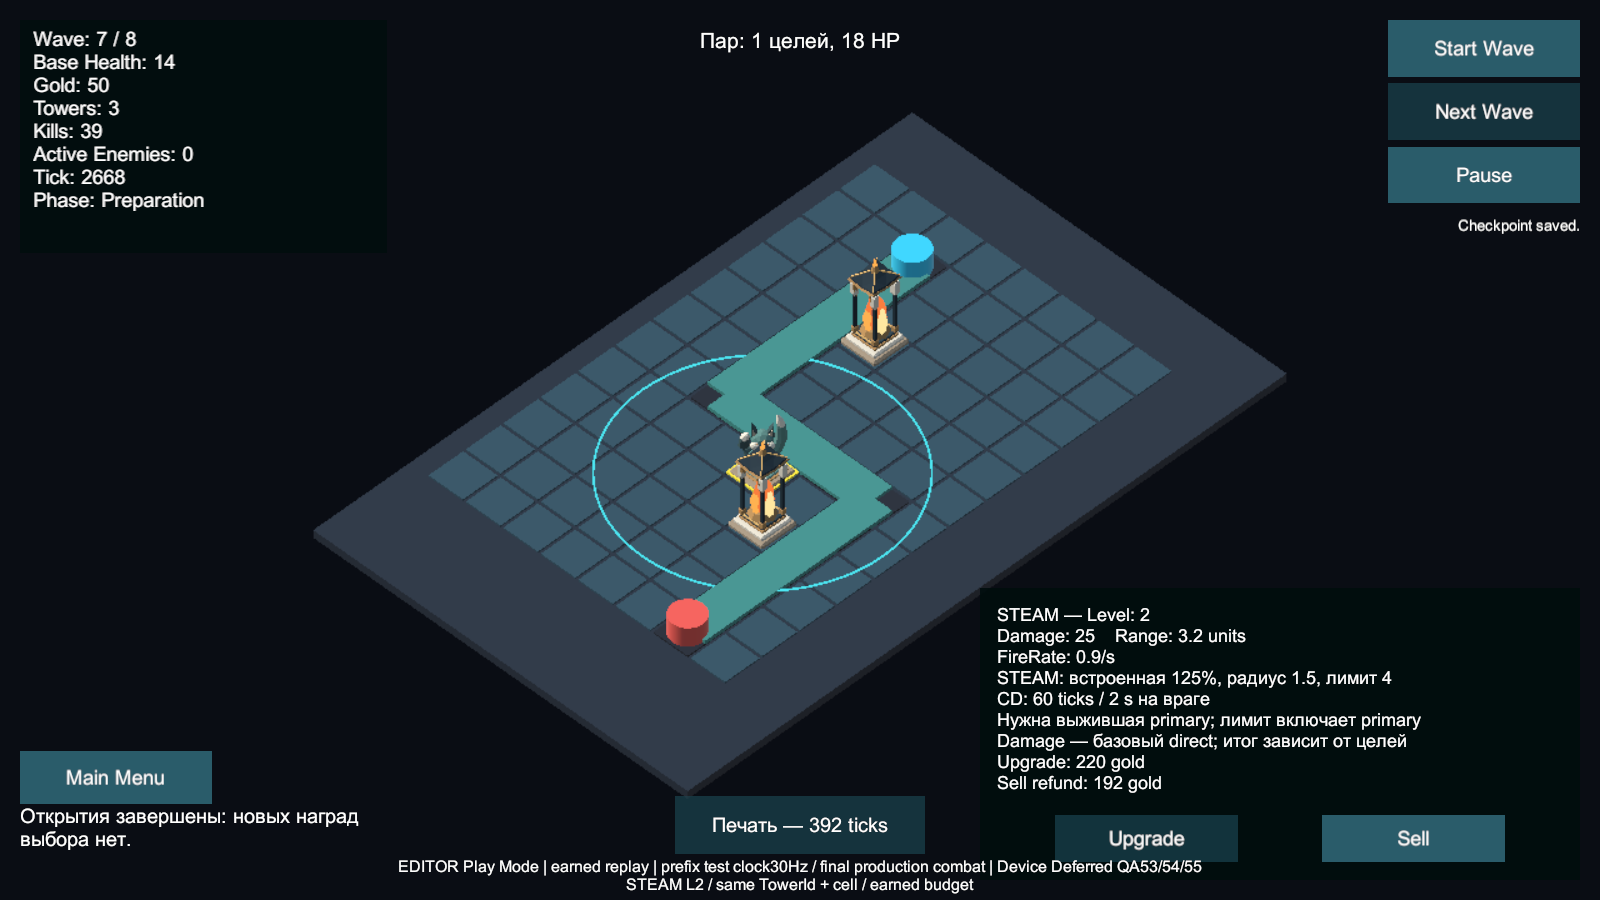 Wave: 7 / 8
Base Health: 14
Gold: 50
Towers: 3
Kills: 39
Active Enemies: 0
Tick: 2668
Phase: Preparation
Пар: 1 целей, 18 HP
Start Wave
Next Wave
Pause
Checkpoint saved.
STEAM — Level: 2
Damage: 25    Range: 3.2 units
FireRate: 0.9/s
STEAM: встроенная 125%, радиус 1.5, лимит 4
CD: 60 ticks / 2 s на враге
Нужна выжившая primary; лимит включает primary
Damage — базовый direct; итог зависит от целей
Upgrade: 220 gold
Sell refund: 192 gold
Upgrade
Sell
Main Menu
Открытия завершены: новых наград
выбора нет.
Печать — 392 ticks
EDITOR Play Mode | earned replay | prefix test clock30Hz / final production combat | Device Deferred QA53/54/55
STEAM L2 / same TowerId + cell / earned budget